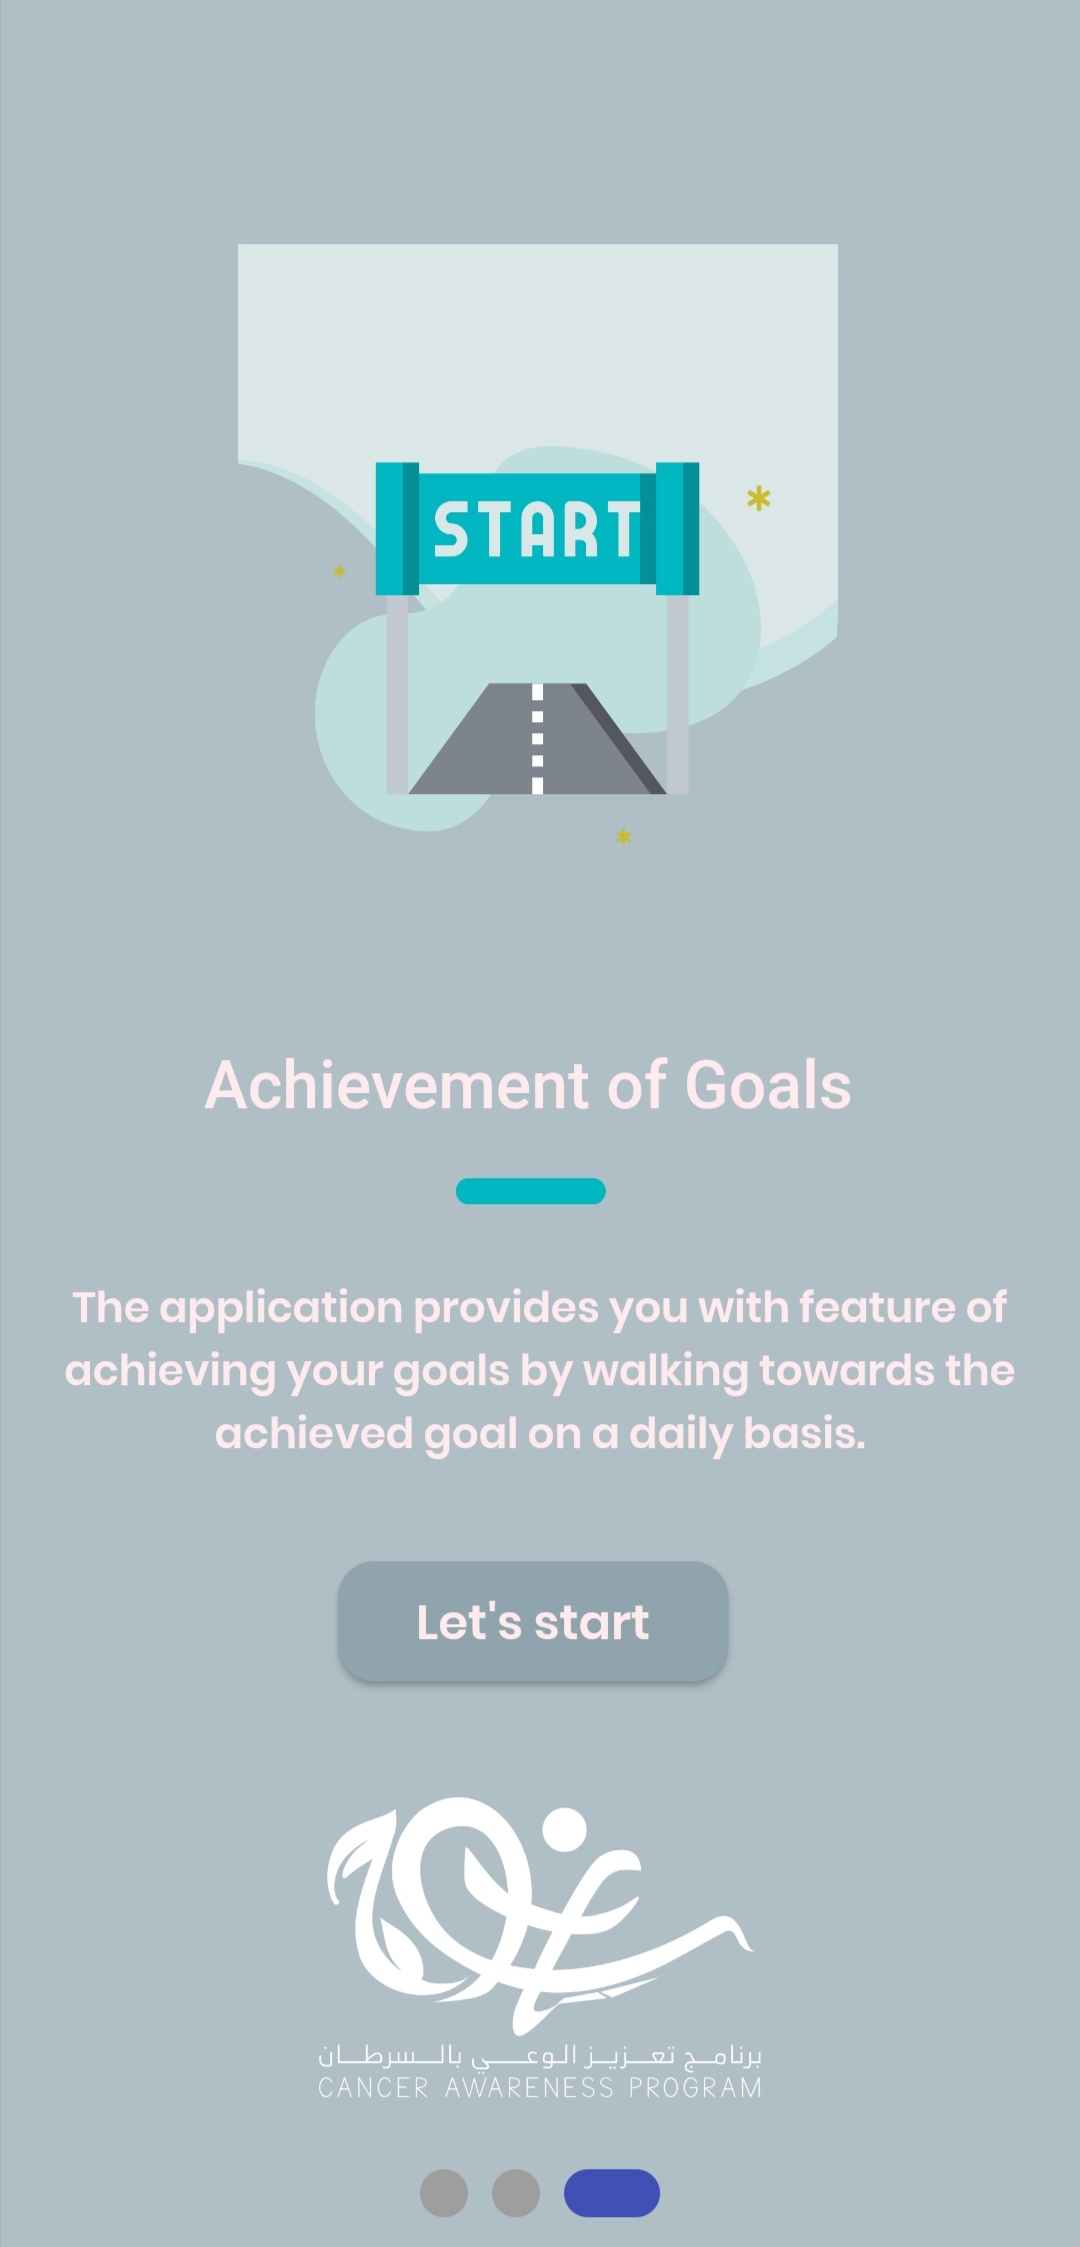 START
Achievement of Goals
The application provides you with feature of
achieving your goals by walking towards the
achieved goal on a daily basis.
Let's start
برنامج تعزيز الوعي بالسرطان
CANCER AWARENESS PROGRAM